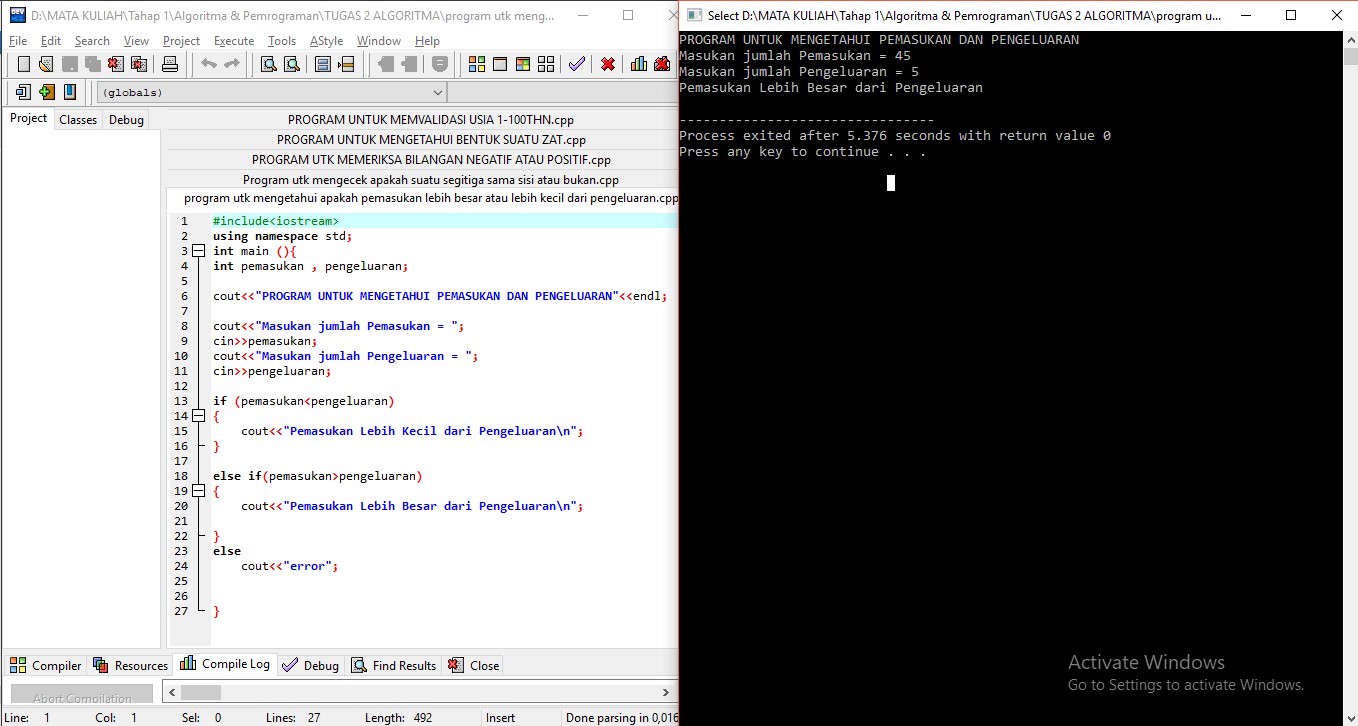 D:\MATA KULIAH\Tahap 1\Algoritma & Pemrograman\TUGAS 2 ALGORITMA\program utk meng...
File Edit Search View Project Execute Tools AStyle Window Help
(globals)
Project Classes Debug
PROGRAM UNTUK MEMVALIDASI USIA 1-100THN.cpp
PROGRAM UNTUK MENGETAHUI BENTUK SUATU ZAT.cpp
PROGRAM UTK MEMERIKSA BILANGAN NEGATIF ATAU POSITIF.cpp
Program utk mengecek apakah suatu segitiga sama sisi atau bukan.cpp
program utk mengetahui apakah pemasukan lebih besar atau lebih kecil dari pengeluaran.cpp
1 #include<iostream>
2 using namespace std;
3 int main (){
4 int pemasukan , pengeluaran;
5
6 cout<<"PROGRAM UNTUK MENGETAHUI PEMASUKAN DAN PENGELUARAN"<<endl;
7
8 cout<<"Masukan jumlah Pemasukan = ";
9 cin>>pemasukan;
10 cout<<"Masukan jumlah Pengeluaran = ";
11 cin>>pengeluaran;
12
13 if (pemasukan<pengeluaran)
14 {
15 cout<<"Pemasukan Lebih Kecil dari Pengeluaran\n";
16 }
17
18 else if(pemasukan>pengeluaran)
19 {
20 cout<<"Pemasukan Lebih Besar dari Pengeluaran\n";
21
22 }
23 else
24 cout<<"error";
25
26
27 }
Compiler Resources Compile Log Debug Find Results Close
Abort Compilation
Line: 1 Col: 1 Sel: 0 Lines: 27 Length: 492 Insert Done parsing in 0,016
Select D:\MATA KULIAH\Tahap 1\Algoritma & Pemrograman\TUGAS 2 ALGORITMA\program u...
PROGRAM UNTUK MENGETAHUI PEMASUKAN DAN PENGELUARAN
Masukan jumlah Pemasukan = 45
Masukan jumlah Pengeluaran = 5
Pemasukan Lebih Besar dari Pengeluaran
--------------------------------
Process exited after 5.376 seconds with return value 0
Press any key to continue . . .
Activate Windows
Go to Settings to activate Windows.